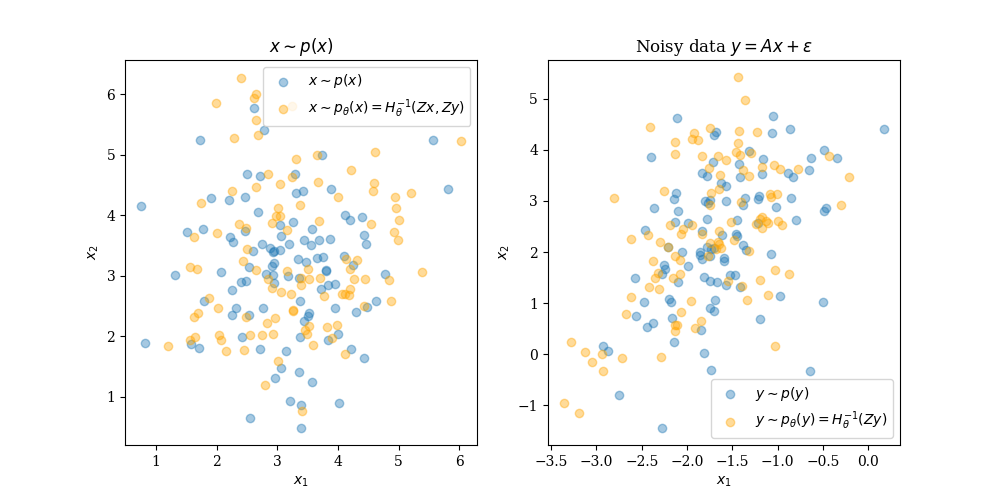 x ∼ p(x)
x ∼ p(x)
x ∼ p_θ(x) = H_θ^{-1}(Zx, Zy)
6
5
4
3
2
1
x_2
1 2 3 4 5 6
x_1
Noisy data y = Ax + ε
5
4
3
2
1
0
−1
x_2
y ∼ p(y)
y ∼ p_θ(y) = H_θ^{-1}(Zy)
−3.5 −3.0 −2.5 −2.0 −1.5 −1.0 −0.5 0.0
x_1